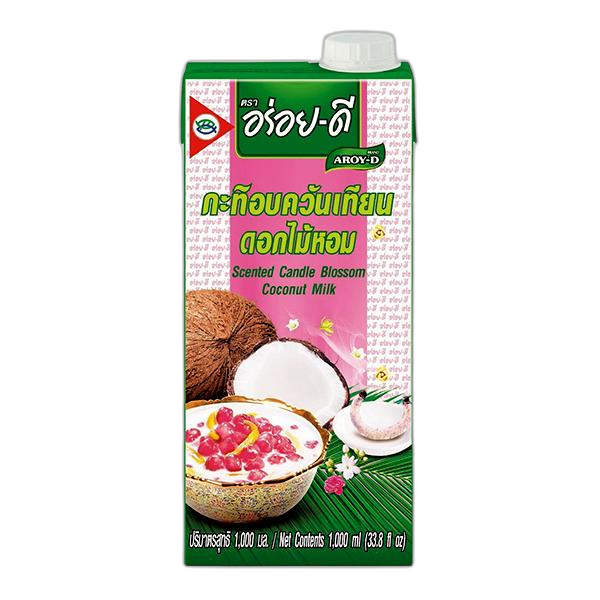 ตรา
อร่อย-ดี
BRAND
AROY-D
กะทิอบควันเทียน
ดอกไม้หอม
Scented Candle Blossom
Coconut Milk
ปริมาตรสุทธิ 1,000 มล. / Net Contents 1,000 ml (33.8 fl oz)